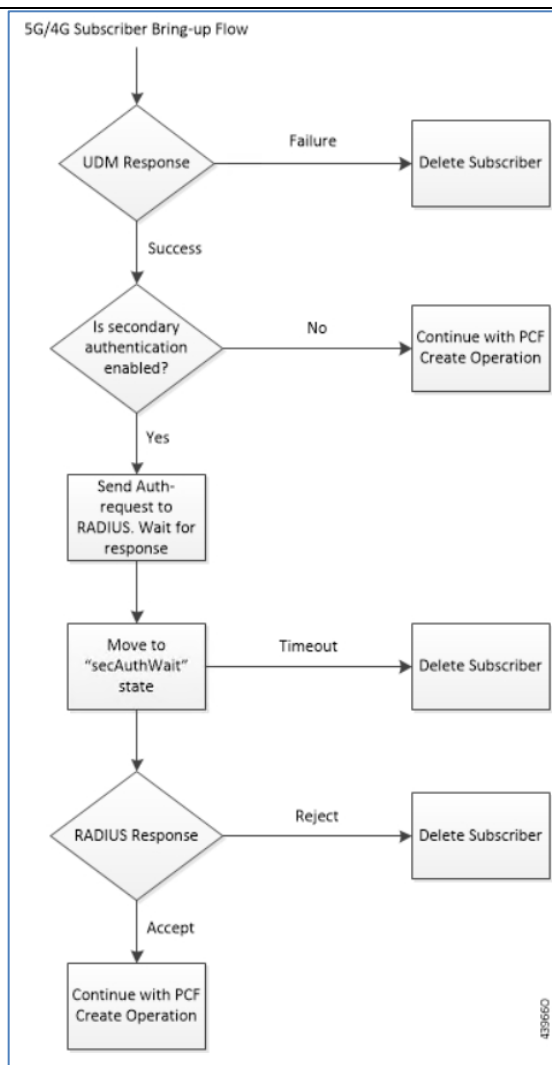 5G/4G Subscriber Bring-up Flow
UDM Response
Failure
Delete Subscriber
Success
Is secondary
authentication
enabled?
No
Continue with PCF
Create Operation
Yes
Send Auth-
request to
RADIUS. Wait for
response
Move to
“secAuthWait”
state
Timeout
Delete Subscriber
RADIUS Response
Reject
Delete Subscriber
Accept
Continue with PCF
Create Operation
439660